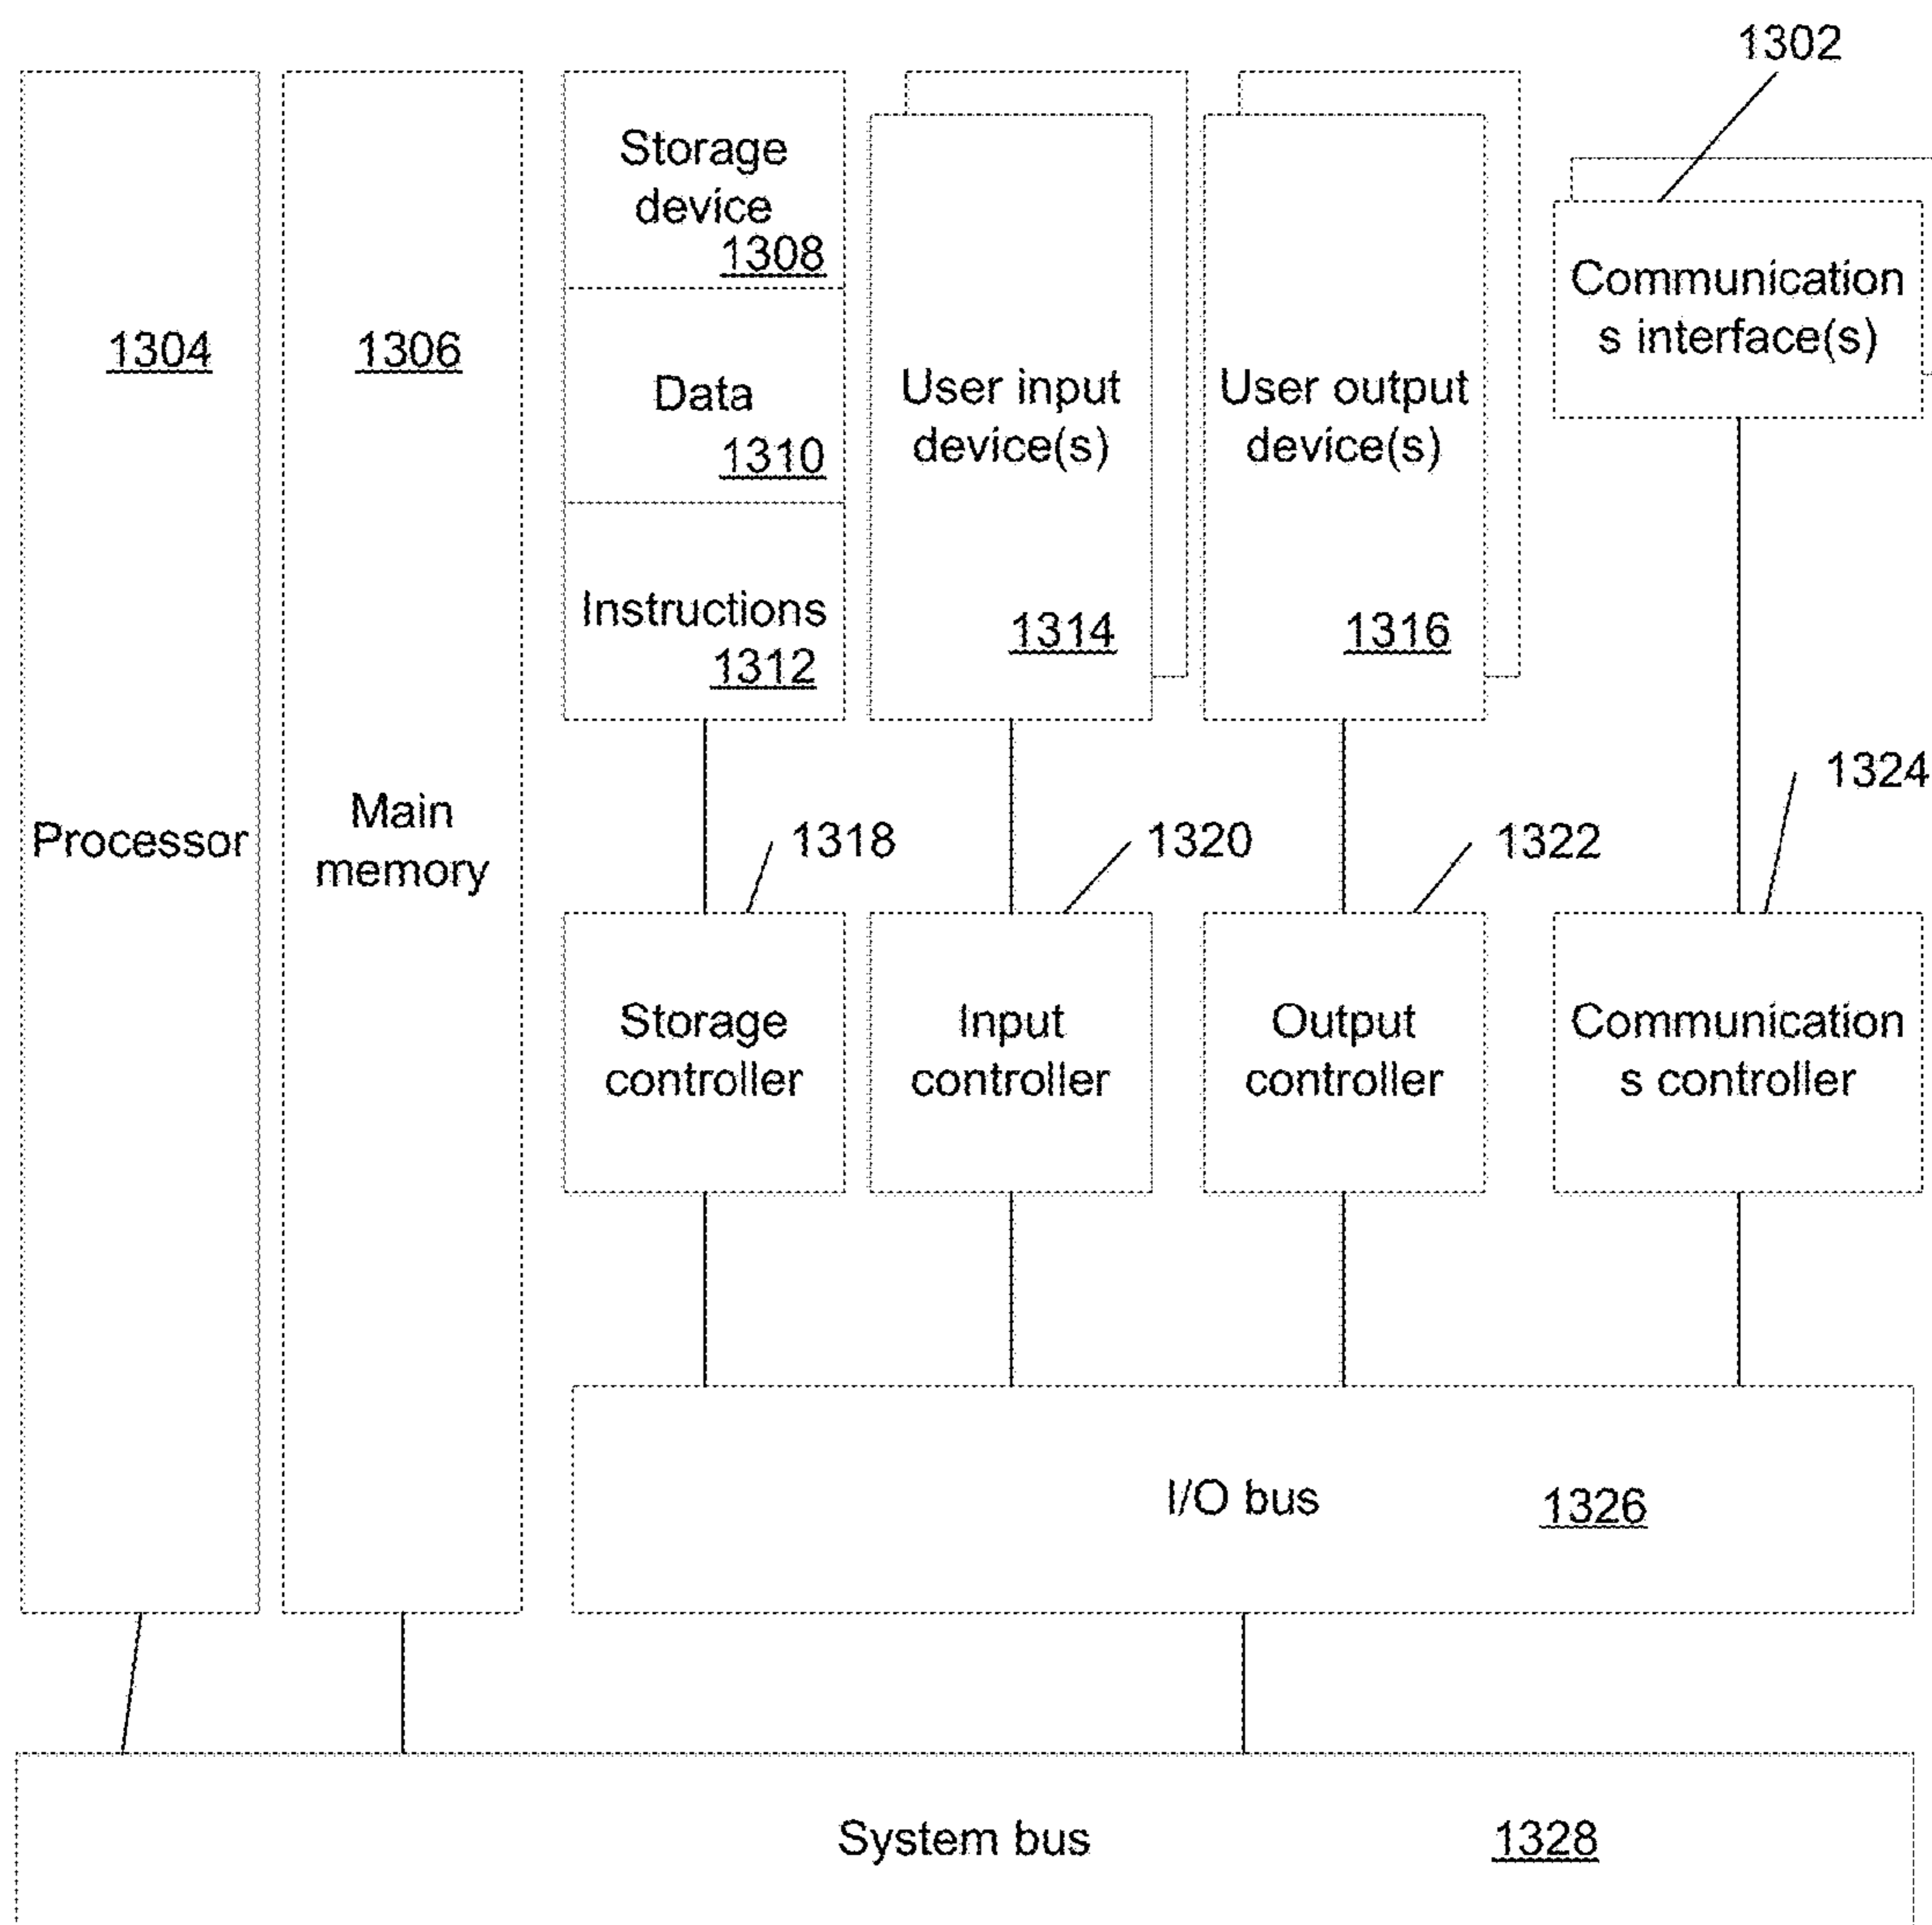 1302
1304
Processor
1306
Main
memory
Storage
device
1308
Data
1310
Instructions
1312
User input
device(s)
1314
User output
device(s)
1316
Communication
s interface(s)
1318
1320
1322
1324
Storage
controller
Input
controller
Output
controller
Communication
s controller
I/O bus
1326
System bus
1328